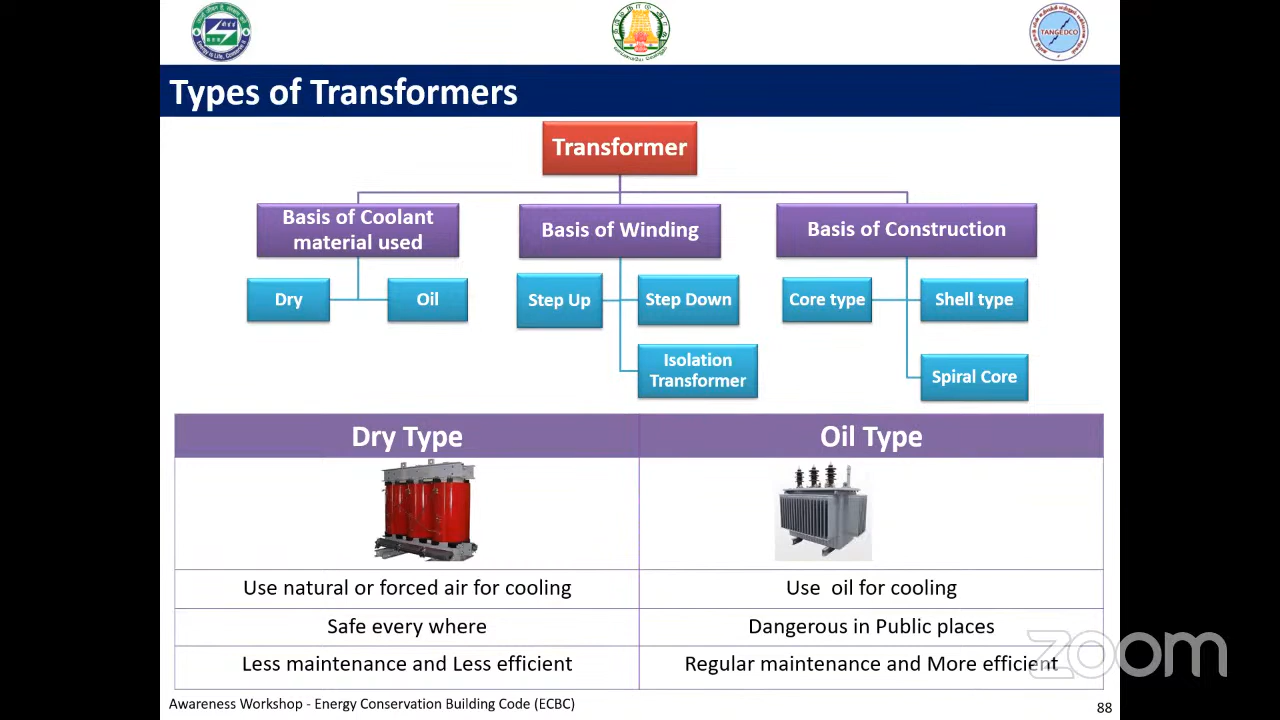 TANGEDCO
Types of Transformers
Transformer
Basis of Coolant
material used
Basis of Winding
Basis of Construction
Dry
Oil
Step Up
Step Down
Core type
Shell type
Isolation
Transformer
Spiral Core
Dry Type
Oil Type
Use natural or forced air for cooling
Use oil for cooling
Safe every where
Dangerous in Public places
Less maintenance and Less efficient
Regular maintenance and More efficient
zoom
Awareness Workshop - Energy Conservation Building Code (ECBC)
88